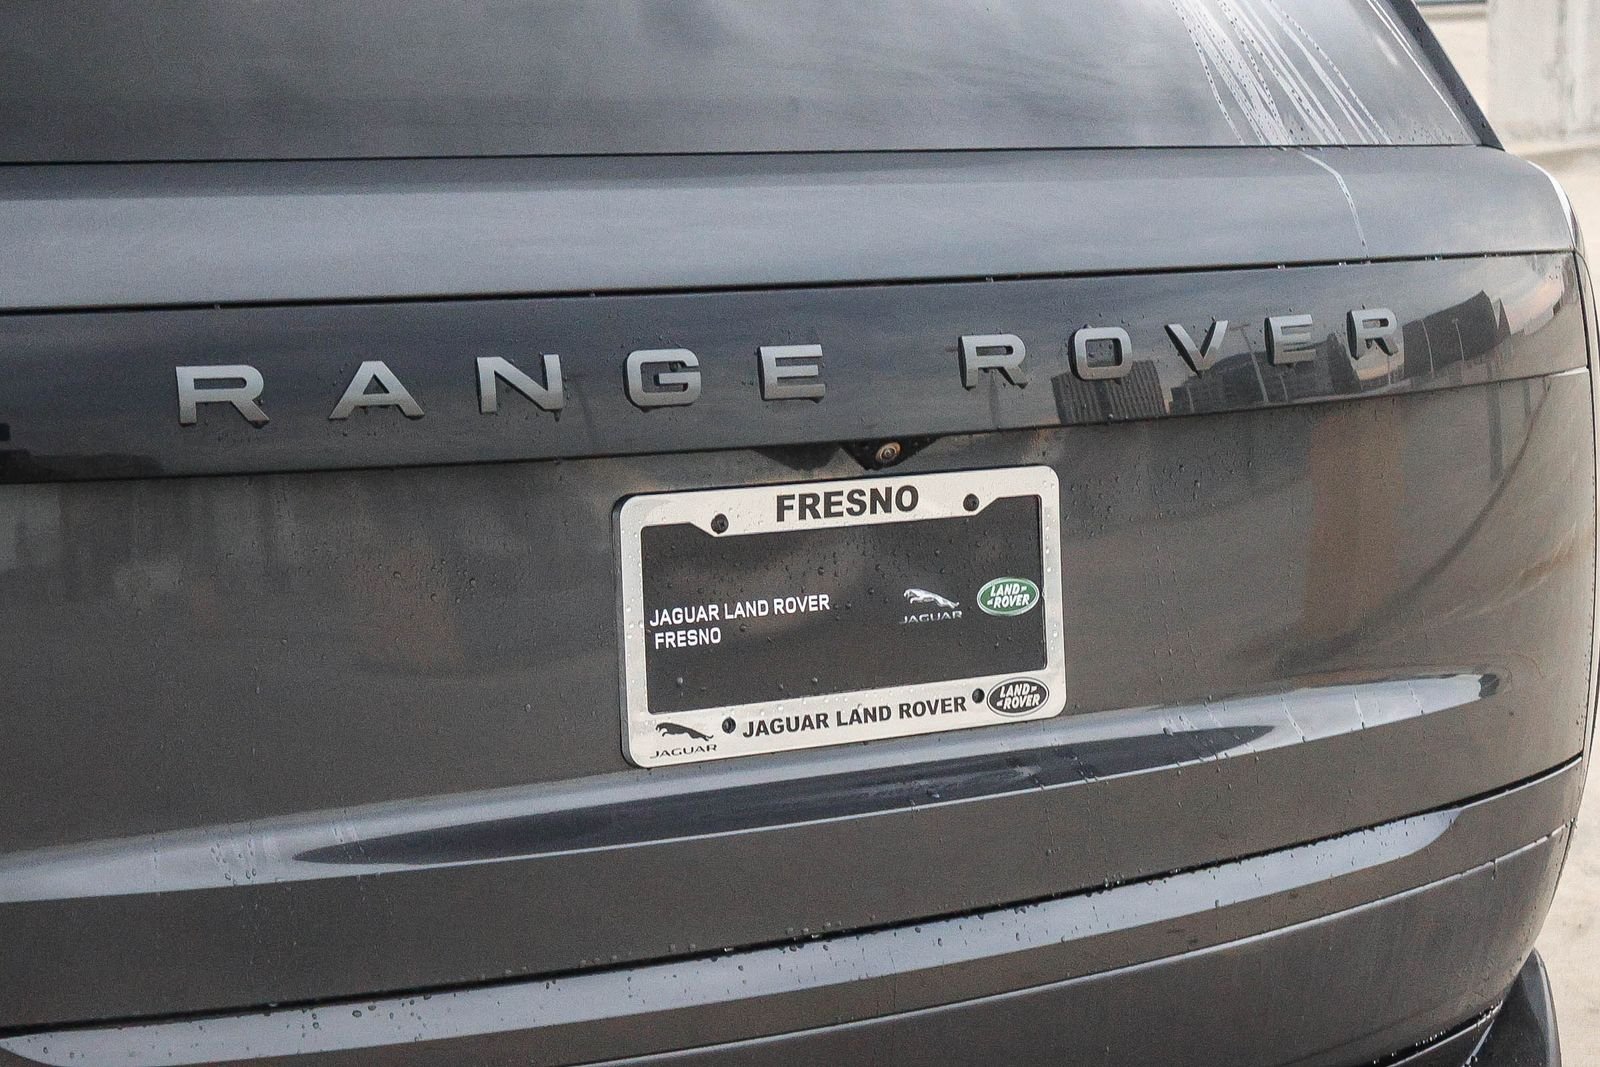 RANGE ROVER
FRESNO
JAGUAR LAND ROVER
FRESNO
JAGUAR
LAND-
-ROVER
JAGUAR
JAGUAR LAND ROVER
LAND-
-ROVER